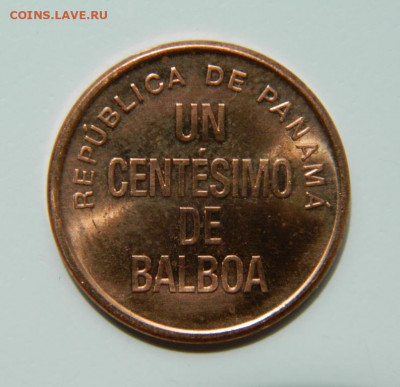 COINS.LAVE.RU
REPÚBLICA DE PANAMÁ
UN
CENTÉSIMO
DE
BALBOA